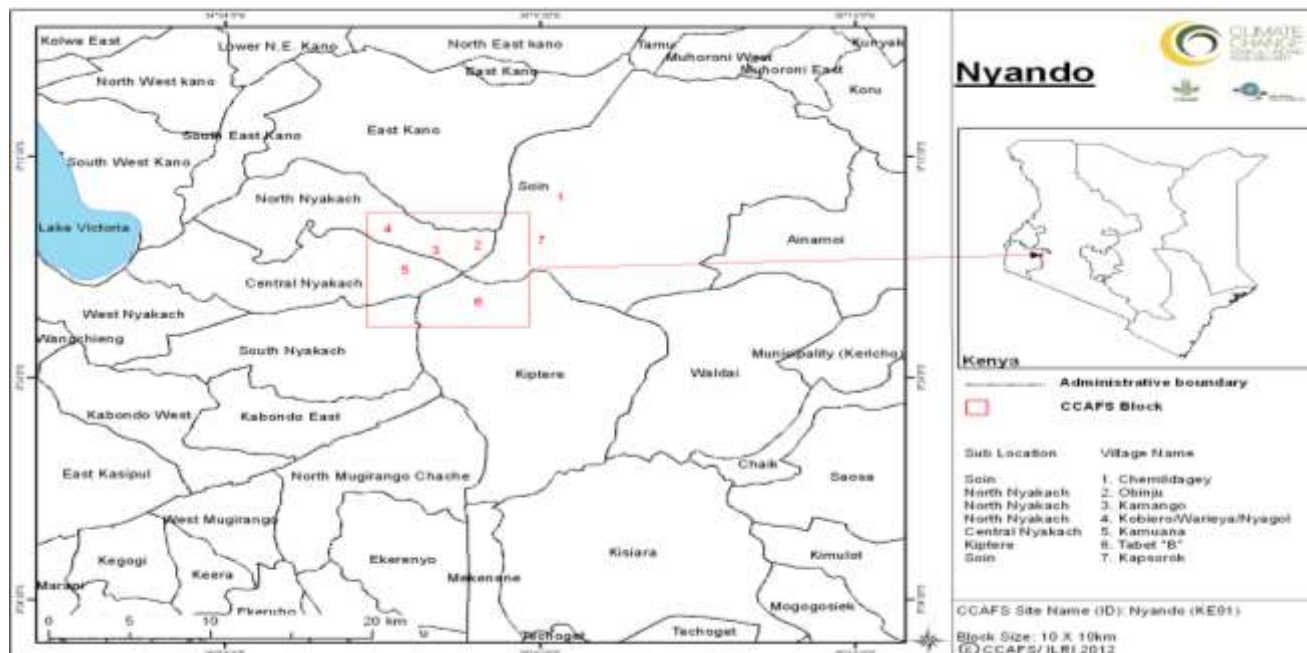 Kolwe East
Lower N.E. Kano
North East kano
Tamu
Muhoroni West
Kunyak
North West kano
East Kano
Muhoroni East
Koru
South East Kano
East Kano
South West Kano
Soin
1
North Nyakach
4
2
7
Lake Victoria
3
Ainamoi
5
Central Nyakach
6
West Nyakach
Wangchieng
South Nyakach
Municipality (Kericho)
Kiptere
Waldai
Kabondo West
Kabondo East
East Kasipul
North Mugirango Chache
Chaik
Saosa
West Mugirango
Kegogi
Keera
Ekerenyo
Kisiara
Kimulot
Marani
Mekenene
Mogogosiek
Ekerubo
0 5 10 20 km
Techoget
Techoget
Nyando
CLIMATE
CHANGE
Kenya
Administrative boundary
CCAFS Block
Sub Location Village Name
Soin 1. Chemildagey
North Nyakach 2. Obinju
North Nyakach 3. Kamango
North Nyakach 4. Kobiero/Warieya/Nyagol
Central Nyakach 5. Kamuana
Kiptere 6. Tabet "B"
Soin 7. Kapsorok
CCAFS Site Name (ID): Nyando (KE01)
Block Size: 10 X 10km
© CCAFS/ ILRI 2012